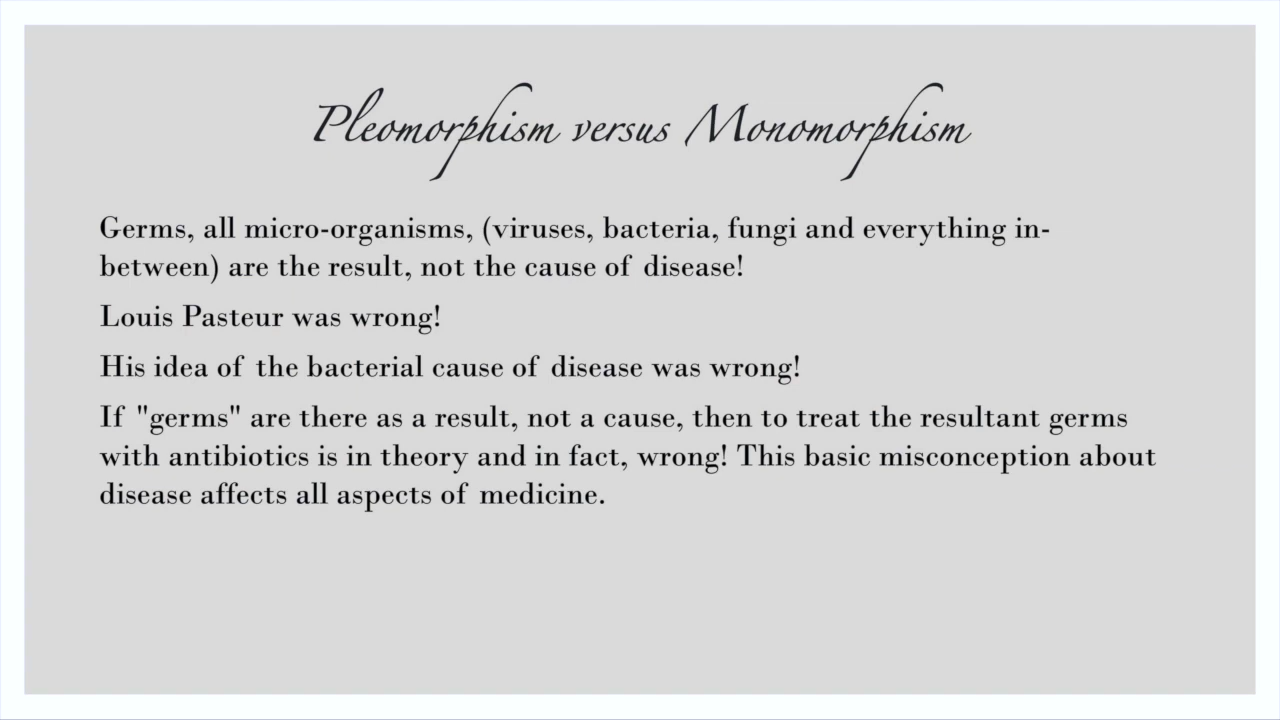 Pleomorphism versus Monomorphism
Germs, all micro-organisms, (viruses, bacteria, fungi and everything in-
between) are the result, not the cause of disease!
Louis Pasteur was wrong!
His idea of the bacterial cause of disease was wrong!
If "germs" are there as a result, not a cause, then to treat the resultant germs
with antibiotics is in theory and in fact, wrong! This basic misconception about
disease affects all aspects of medicine.